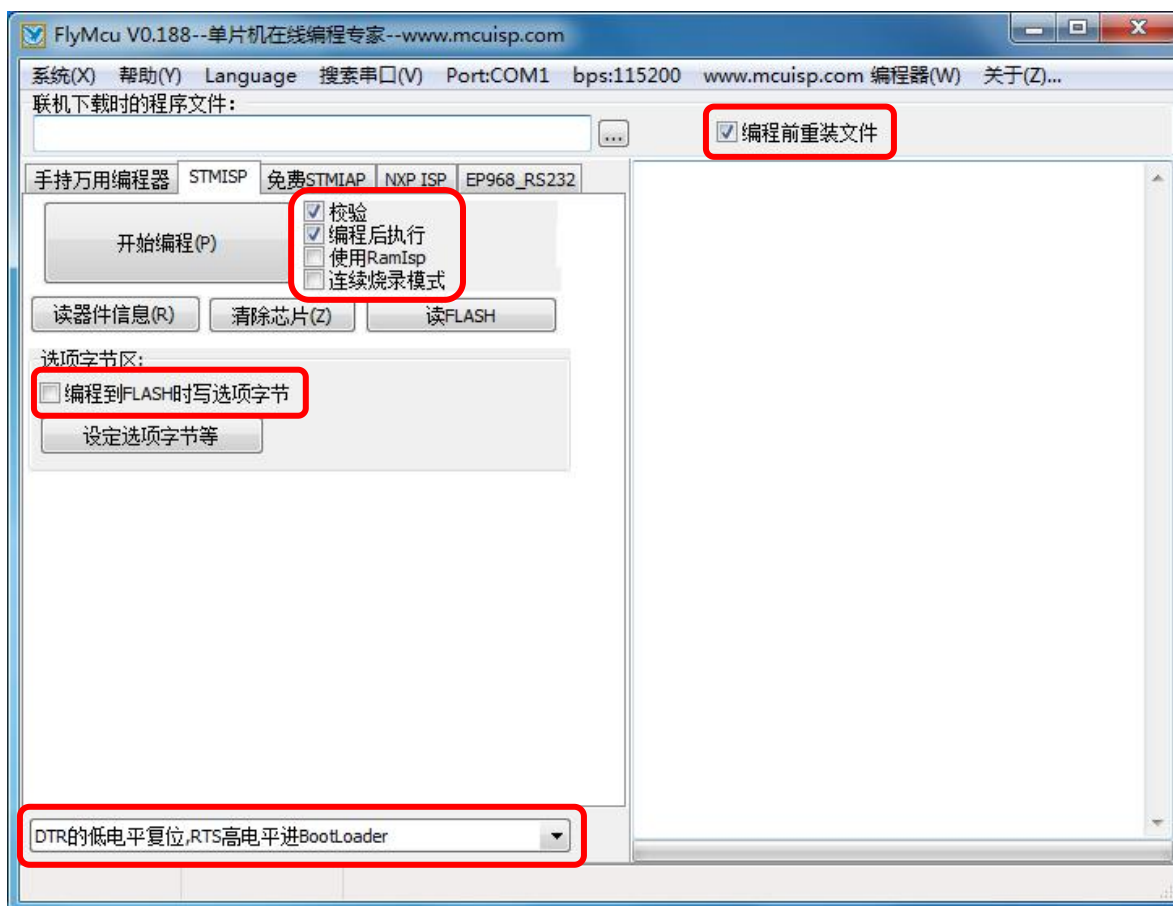 FlyMcu V0.188--单片机在线编程专家--www.mcuisp.com
系统(X) 帮助(Y) Language 搜索串口(V) Port:COM1 bps:115200 www.mcuisp.com 编程器(W) 关于(Z)...
联机下载时的程序文件:
... 编程前重装文件
手持万用编程器 STMISP 免费STMIAP NXP ISP EP968_RS232
开始编程(P)
校验
编程后执行
使用RamIsp
连续烧录模式
读器件信息(R) 清除芯片(Z) 读FLASH
选项字节区:
编程到FLASH时写选项字节
设定选项字节等
DTR的低电平复位,RTS高电平进BootLoader